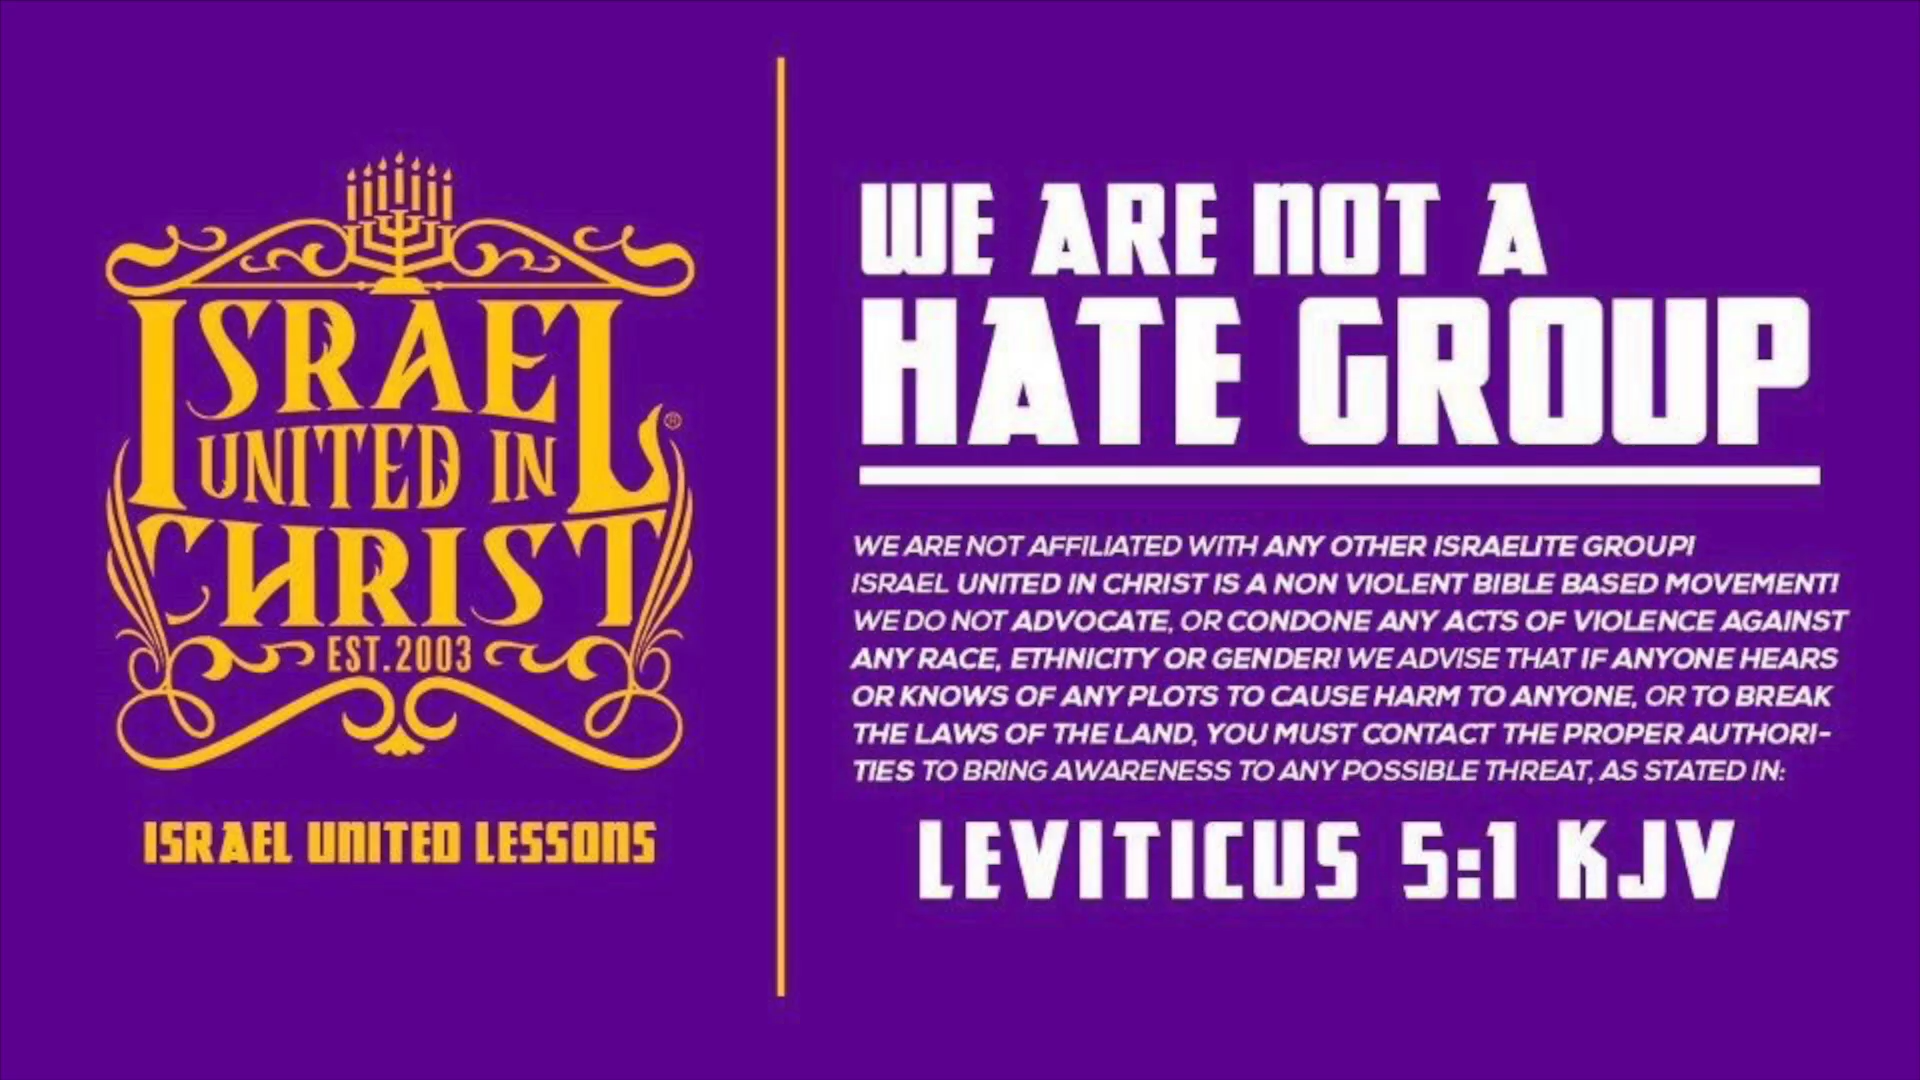 ISRAEL
UNITED IN
CHRIST
®
EST. 2003
ISRAEL UNITED LESSONS
WE ARE NOT A
HATE GROUP
WE ARE NOT AFFILIATED WITH ANY OTHER ISRAELITE GROUP!
ISRAEL UNITED IN CHRIST IS A NON VIOLENT BIBLE BASED MOVEMENT!
WE DO NOT ADVOCATE, OR CONDONE ANY ACTS OF VIOLENCE AGAINST
ANY RACE, ETHNICITY OR GENDER! WE ADVISE THAT IF ANYONE HEARS
OR KNOWS OF ANY PLOTS TO CAUSE HARM TO ANYONE, OR TO BREAK
THE LAWS OF THE LAND, YOU MUST CONTACT THE PROPER AUTHORI-
TIES TO BRING AWARENESS TO ANY POSSIBLE THREAT, AS STATED IN:
LEVITICUS 5:1 KJV